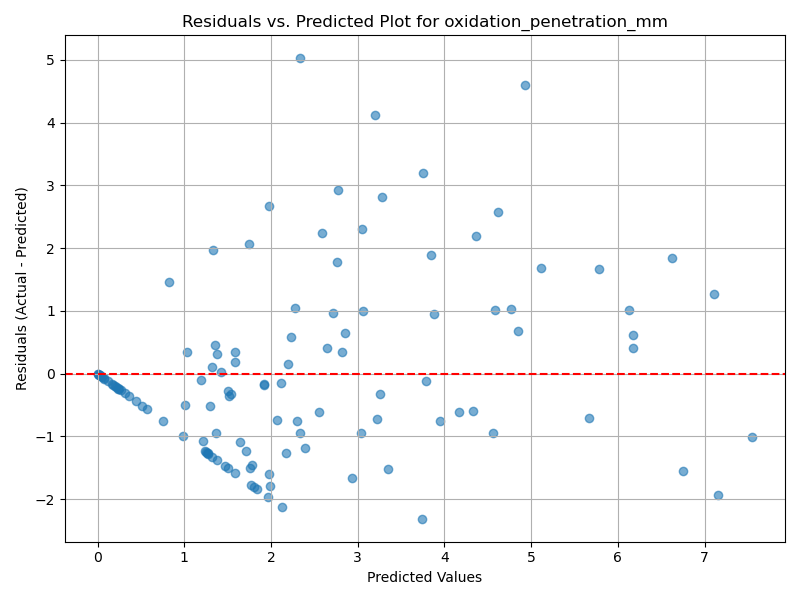 Residuals vs. Predicted Plot for oxidation_penetration_mm
Residuals (Actual - Predicted)
5
4
3
2
1
0
−1
−2
0 1 2 3 4 5 6 7
Predicted Values